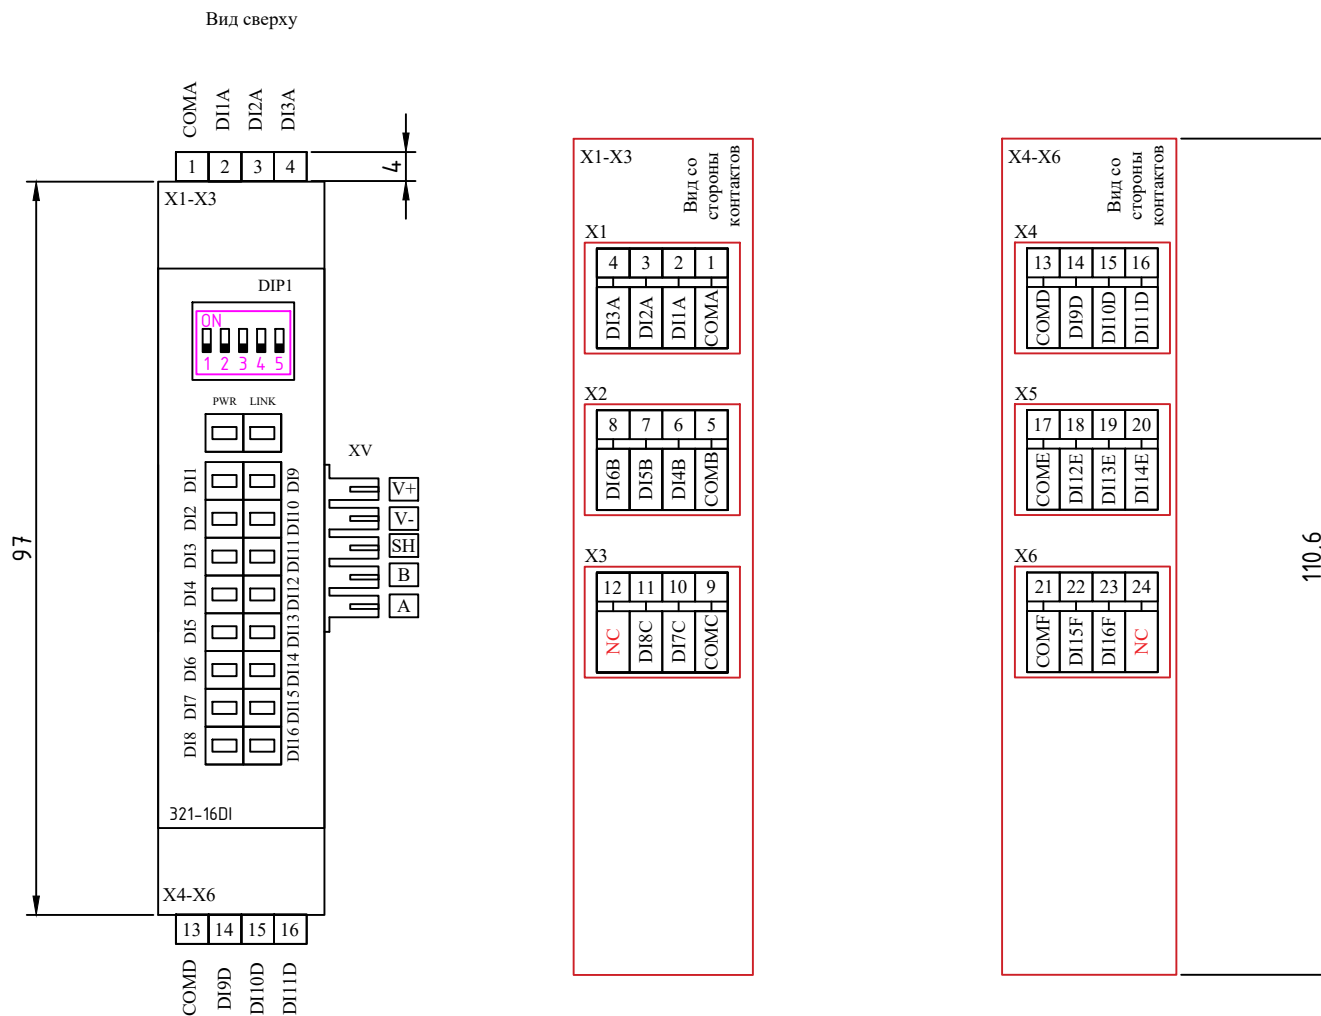 Вид сверху
COMA DI1A DI2A DI3A
1 2 3 4
4
X1-X3
DIP1
ON
1 2 3 4 5
PWR LINK
XV
DI1 DI9
DI2 DI10
DI3 DI11
DI4 DI12
DI5 DI13
DI6 DI14
DI7 DI15
DI8 DI16
V+
V-
SH
B
A
97
321-16DI
X4-X6
13 14 15 16
COMD DI9D DI10D DI11D
X1-X3
Вид со
стороны
контактов
X1
4 3 2 1
DI3A DI2A DI1A COMA
X2
8 7 6 5
DI6B DI5B DI4B COMB
X3
12 11 10 9
NC DI8C DI7C COMC
X4-X6
Вид со
стороны
контактов
X4
13 14 15 16
COMD DI9D DI10D DI11D
X5
17 18 19 20
COME DI12E DI13E DI14E
X6
21 22 23 24
COMF DI15F DI16F NC
110.6